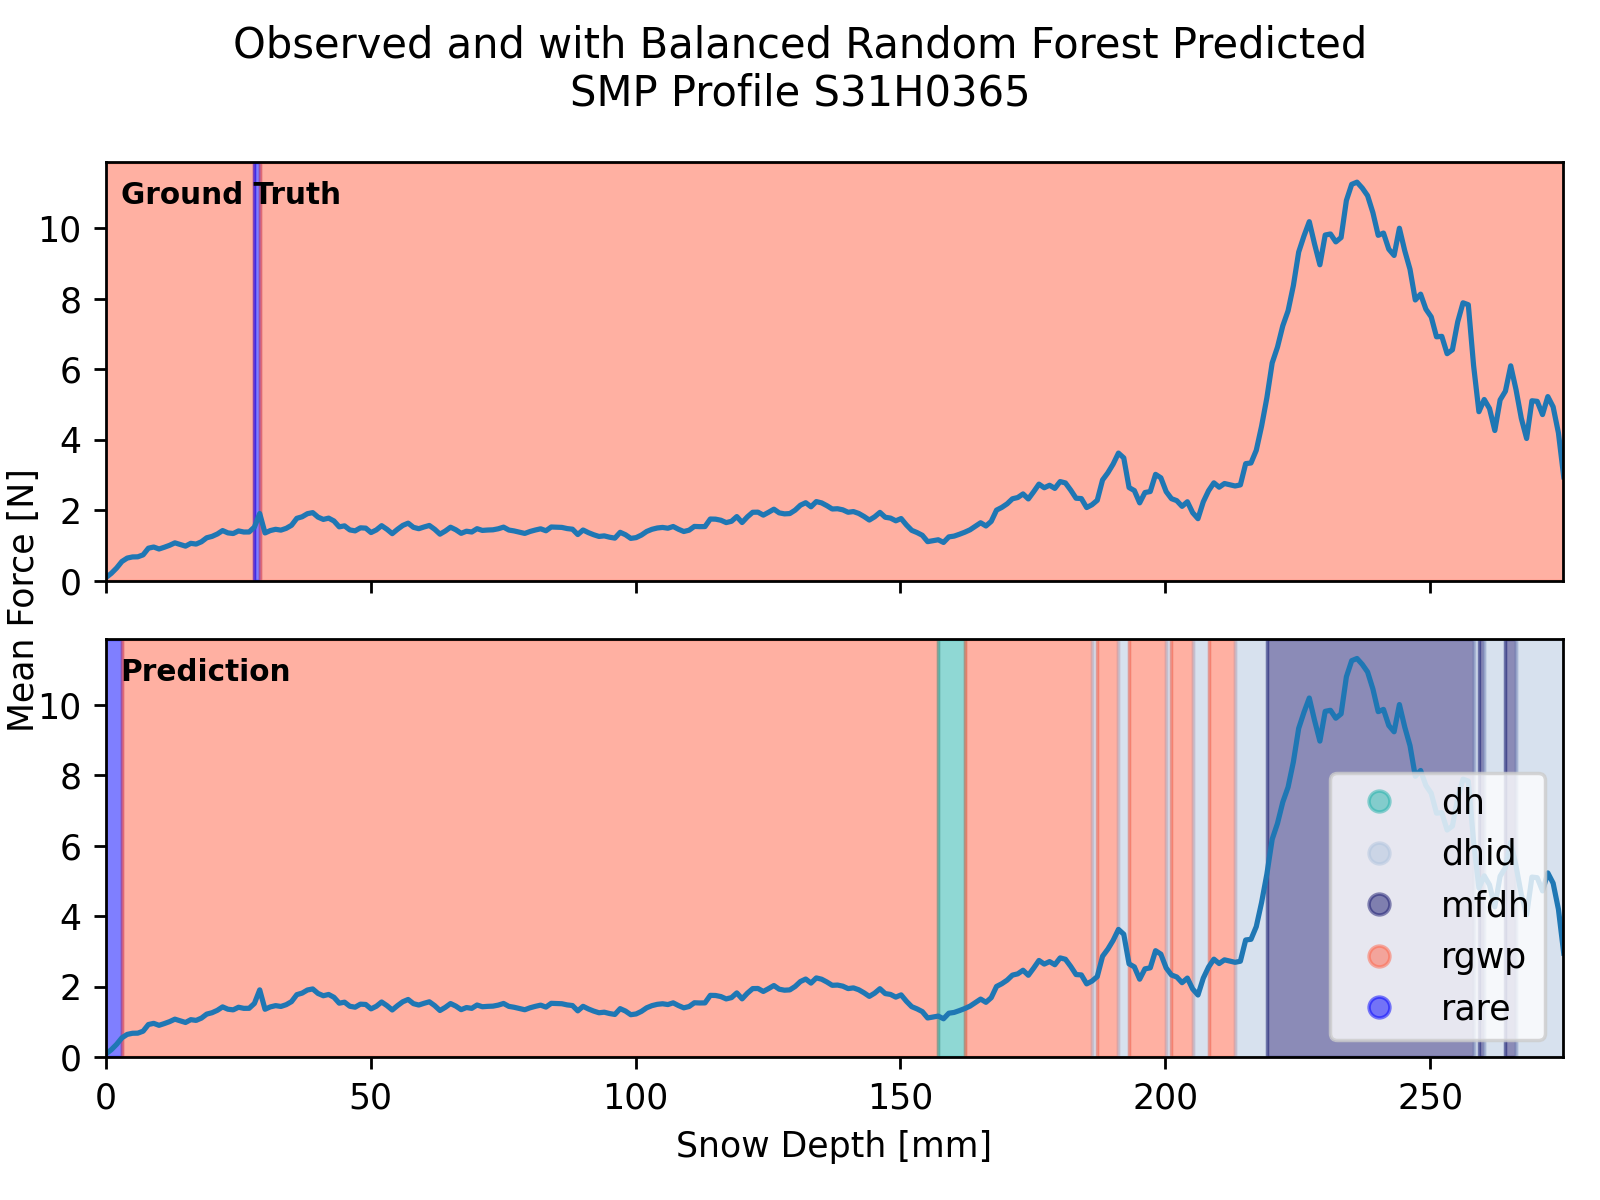 Observed and with Balanced Random Forest Predicted
SMP Profile S31H0365
Ground Truth
10
8
6
4
2
0
Mean Force [N]
Prediction
10
8
6
4
2
0
dh
dhid
mfdh
rgwp
rare
0 50 100 150 200 250
Snow Depth [mm]